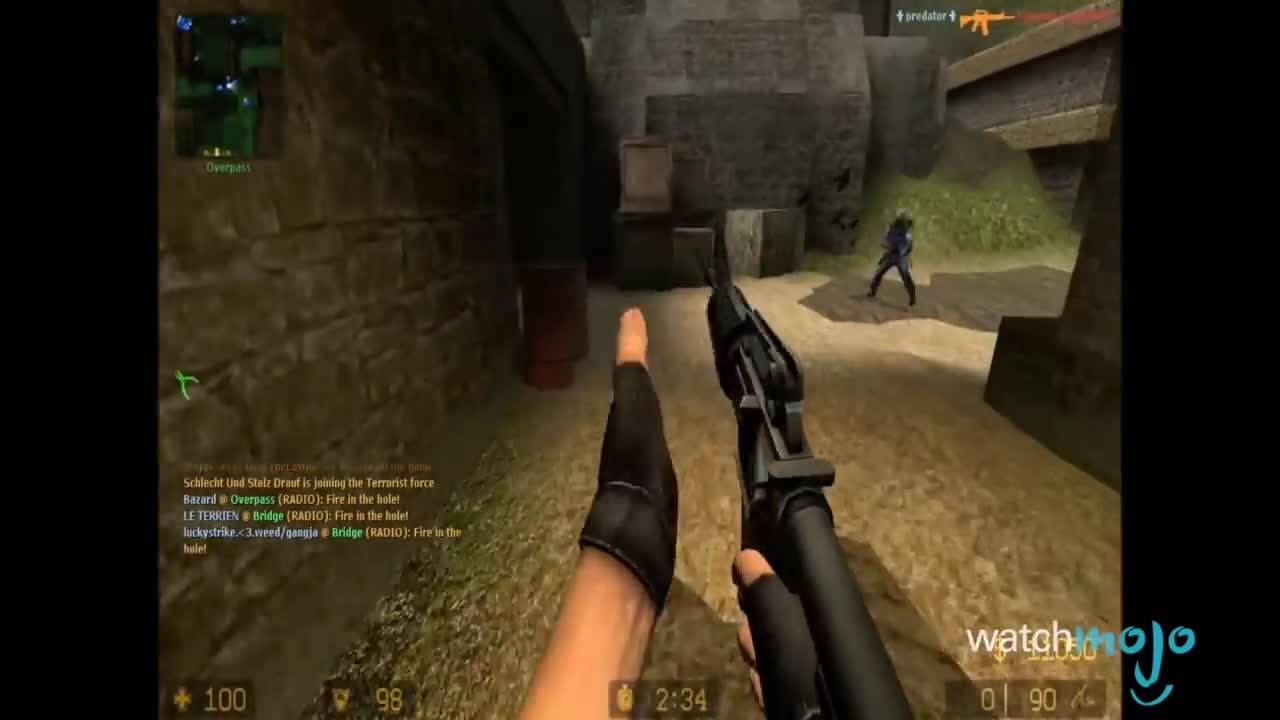 predator
Overpass
Schlecht Und Stolz Drauf is joining the Terrorist force
Bazard @ Overpass (RADIO): Fire in the hole!
LE TERRIEN @ Bridge (RADIO): Fire in the hole!
luckystrike.<3.weed/gangja @ Bridge (RADIO): Fire in the
hole!
watchmojo
100
98
2:34
0| 90